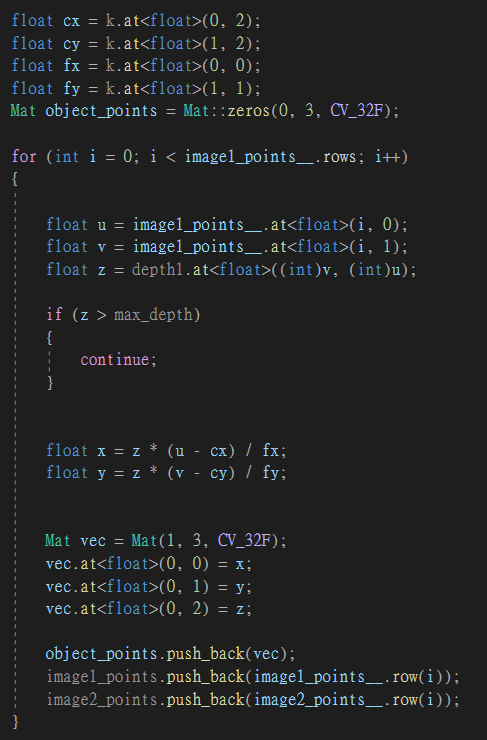 float cx = k.at<float>(0, 2);
float cy = k.at<float>(1, 2);
float fx = k.at<float>(0, 0);
float fy = k.at<float>(1, 1);
Mat object_points = Mat::zeros(0, 3, CV_32F);
for (int i = 0; i < image1_points__.rows; i++)
{
float u = image1_points__.at<float>(i, 0);
float v = image1_points__.at<float>(i, 1);
float z = depth1.at<float>((int)v, (int)u);
if (z > max_depth)
{
continue;
}
float x = z * (u - cx) / fx;
float y = z * (v - cy) / fy;
Mat vec = Mat(1, 3, CV_32F);
vec.at<float>(0, 0) = x;
vec.at<float>(0, 1) = y;
vec.at<float>(0, 2) = z;
object_points.push_back(vec);
image1_points.push_back(image1_points__.row(i));
image2_points.push_back(image2_points__.row(i));
}